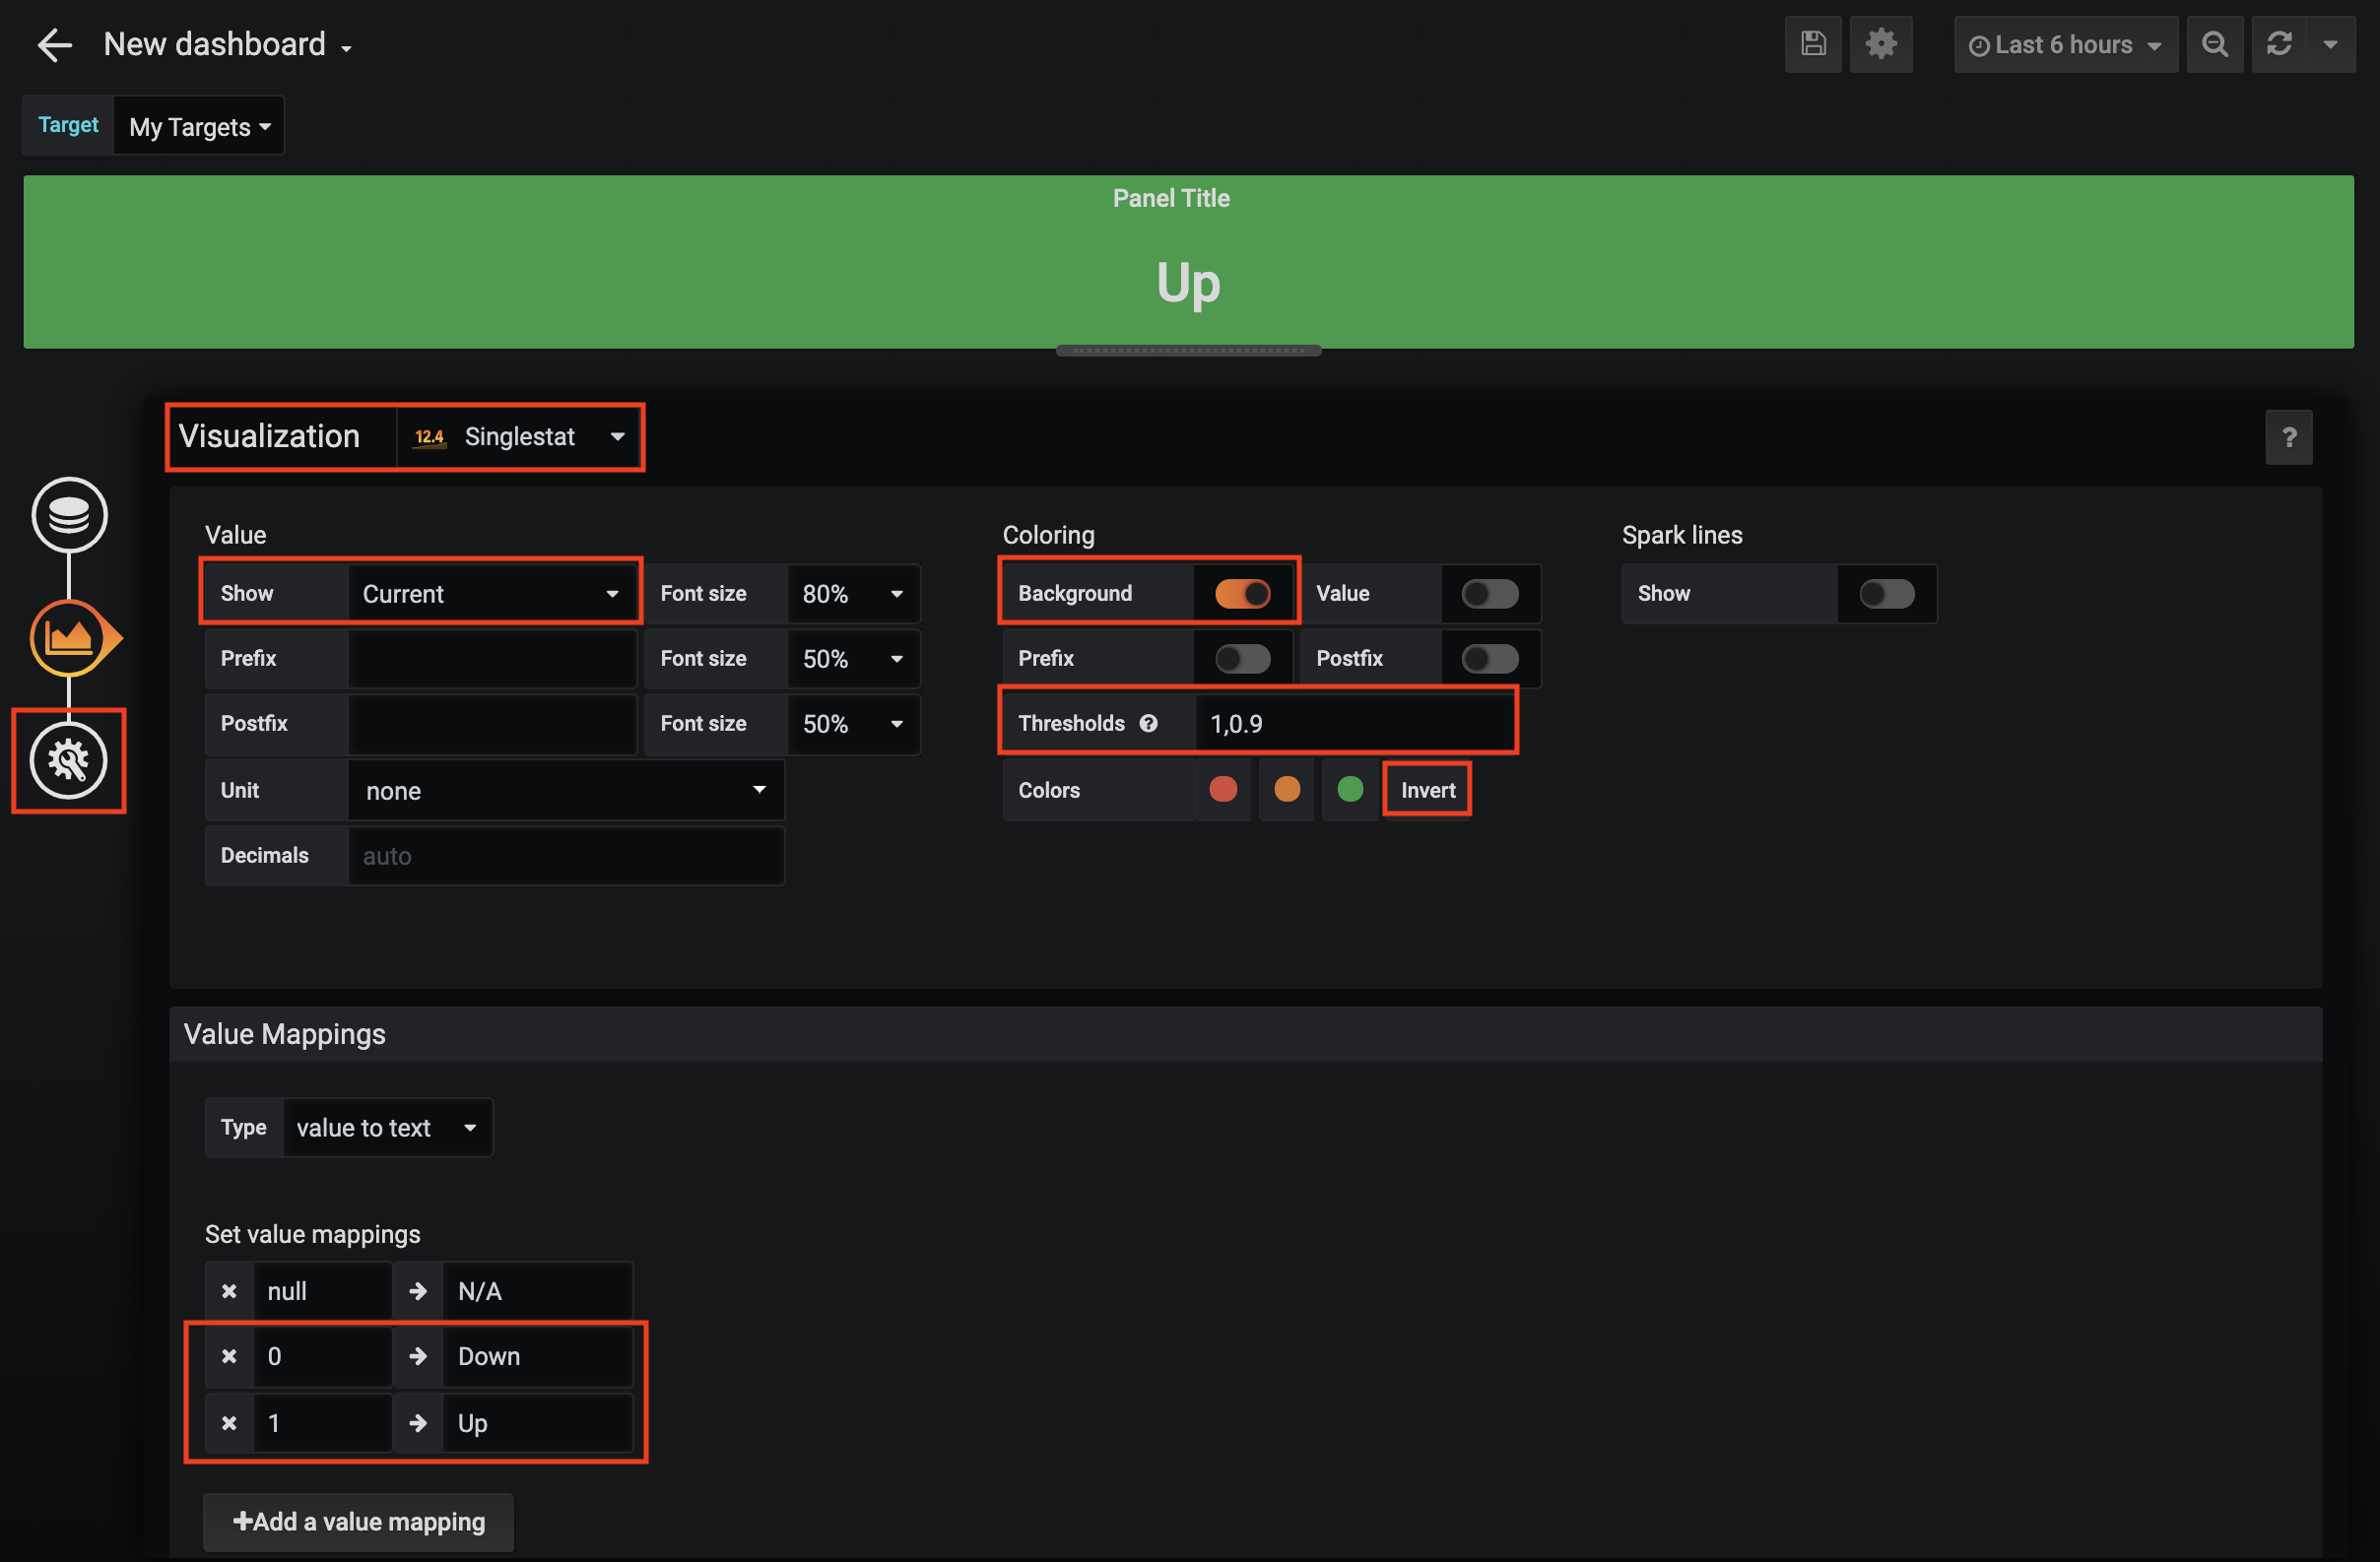 New dashboard
Last 6 hours
Target My Targets
Panel Title
Up
Visualization 12.4 Singlestat
?
Value Coloring Spark lines
Show Current Font size 80% Background Value Show
Prefix Font size 50% Prefix Postfix
Postfix Font size 50% Thresholds ? 1,0.9
Unit none Colors Invert
Decimals auto
Value Mappings
Type value to text
Set value mappings
null N/A
0 Down
1 Up
Add a value mapping